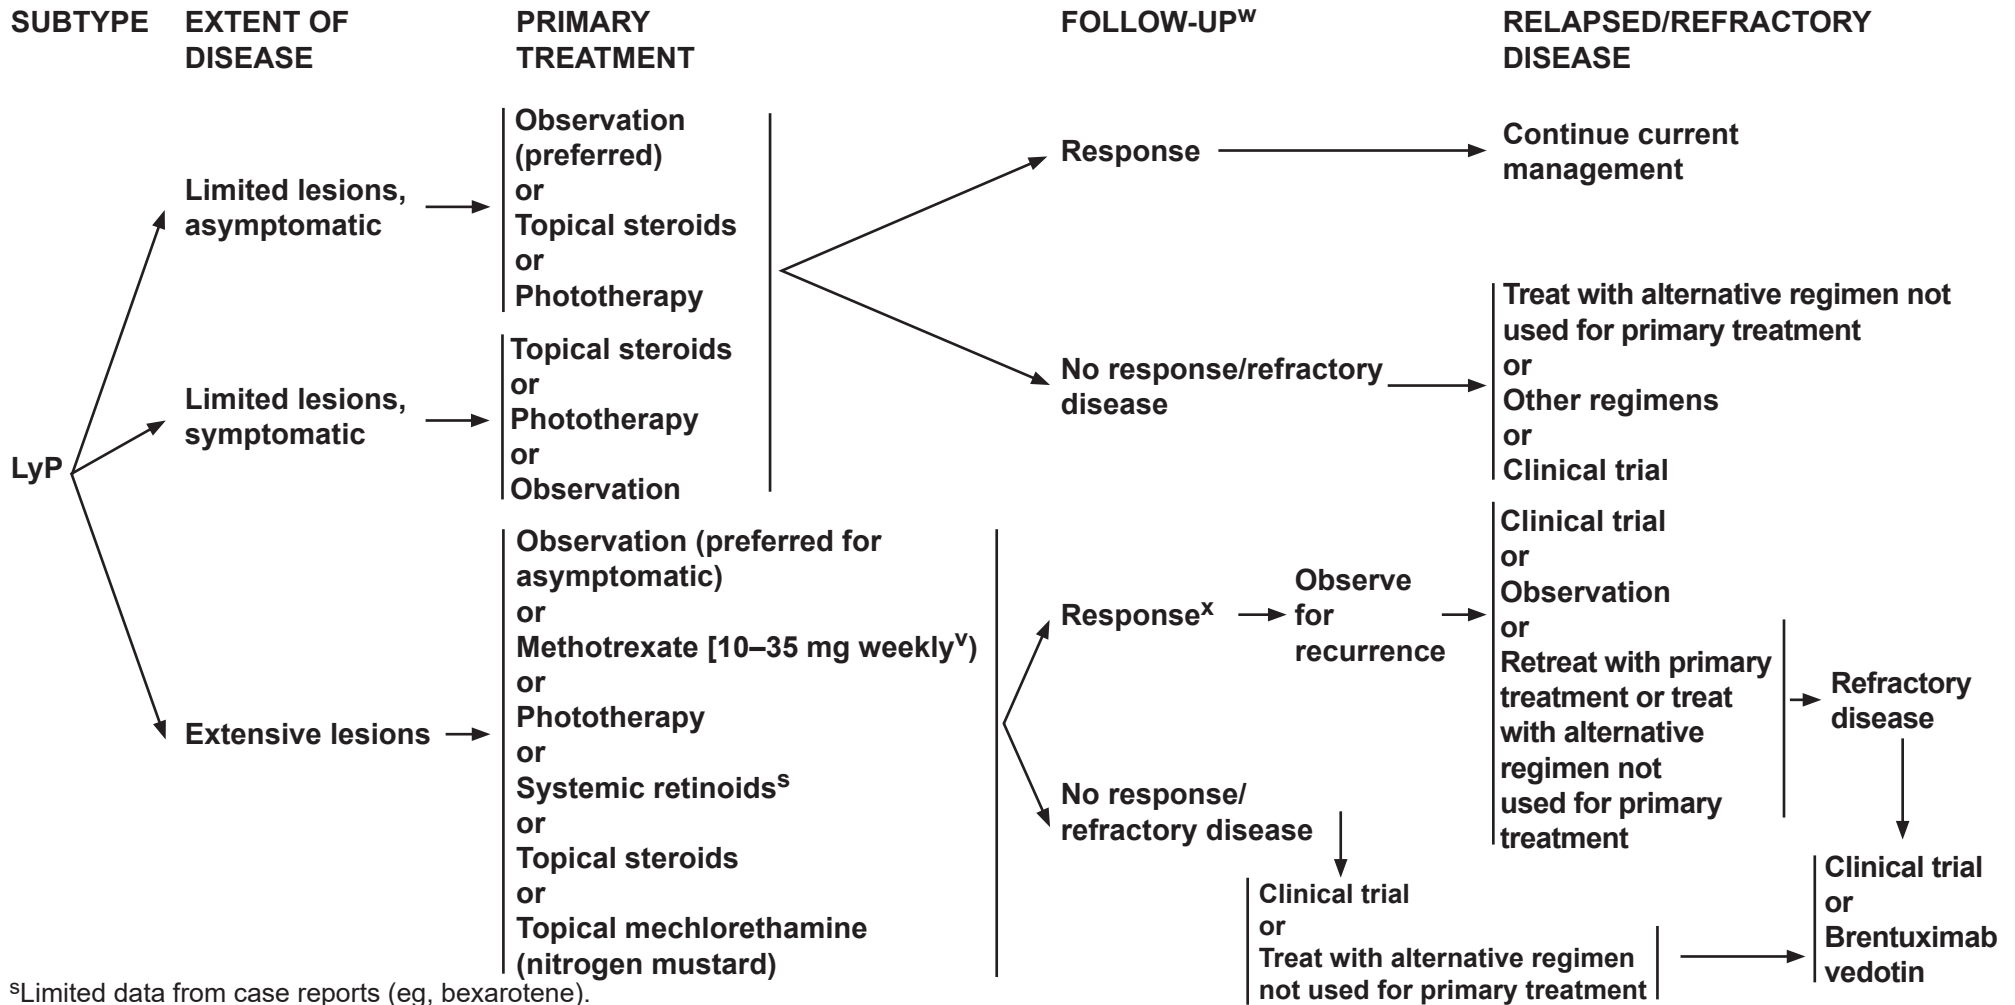 SUBTYPE
EXTENT OF
DISEASE
PRIMARY
TREATMENT
FOLLOW-UPw
RELAPSED/REFRACTORY
DISEASE
LyP
Limited lesions,
asymptomatic
Observation
(preferred)
or
Topical steroids
or
Phototherapy
Limited lesions,
symptomatic
Topical steroids
or
Phototherapy
or
Observation
Response
Continue current
management
No response/refractory
disease
Treat with alternative regimen not
used for primary treatment
or
Other regimens
or
Clinical trial
Extensive lesions
Observation (preferred for
asymptomatic)
or
Methotrexate [10–35 mg weeklyv)
or
Phototherapy
or
Systemic retinoidss
or
Topical steroids
or
Topical mechlorethamine
(nitrogen mustard)
Responsex
Observe
for
recurrence
Clinical trial
or
Observation
or
Retreat with primary
treatment or treat
with alternative
regimen not
used for primary
treatment
Refractory
disease
No response/
refractory disease
Clinical trial
or
Treat with alternative regimen
not used for primary treatment
Clinical trial
or
Brentuximab
vedotin
sLimited data from case reports (eg, bexarotene).